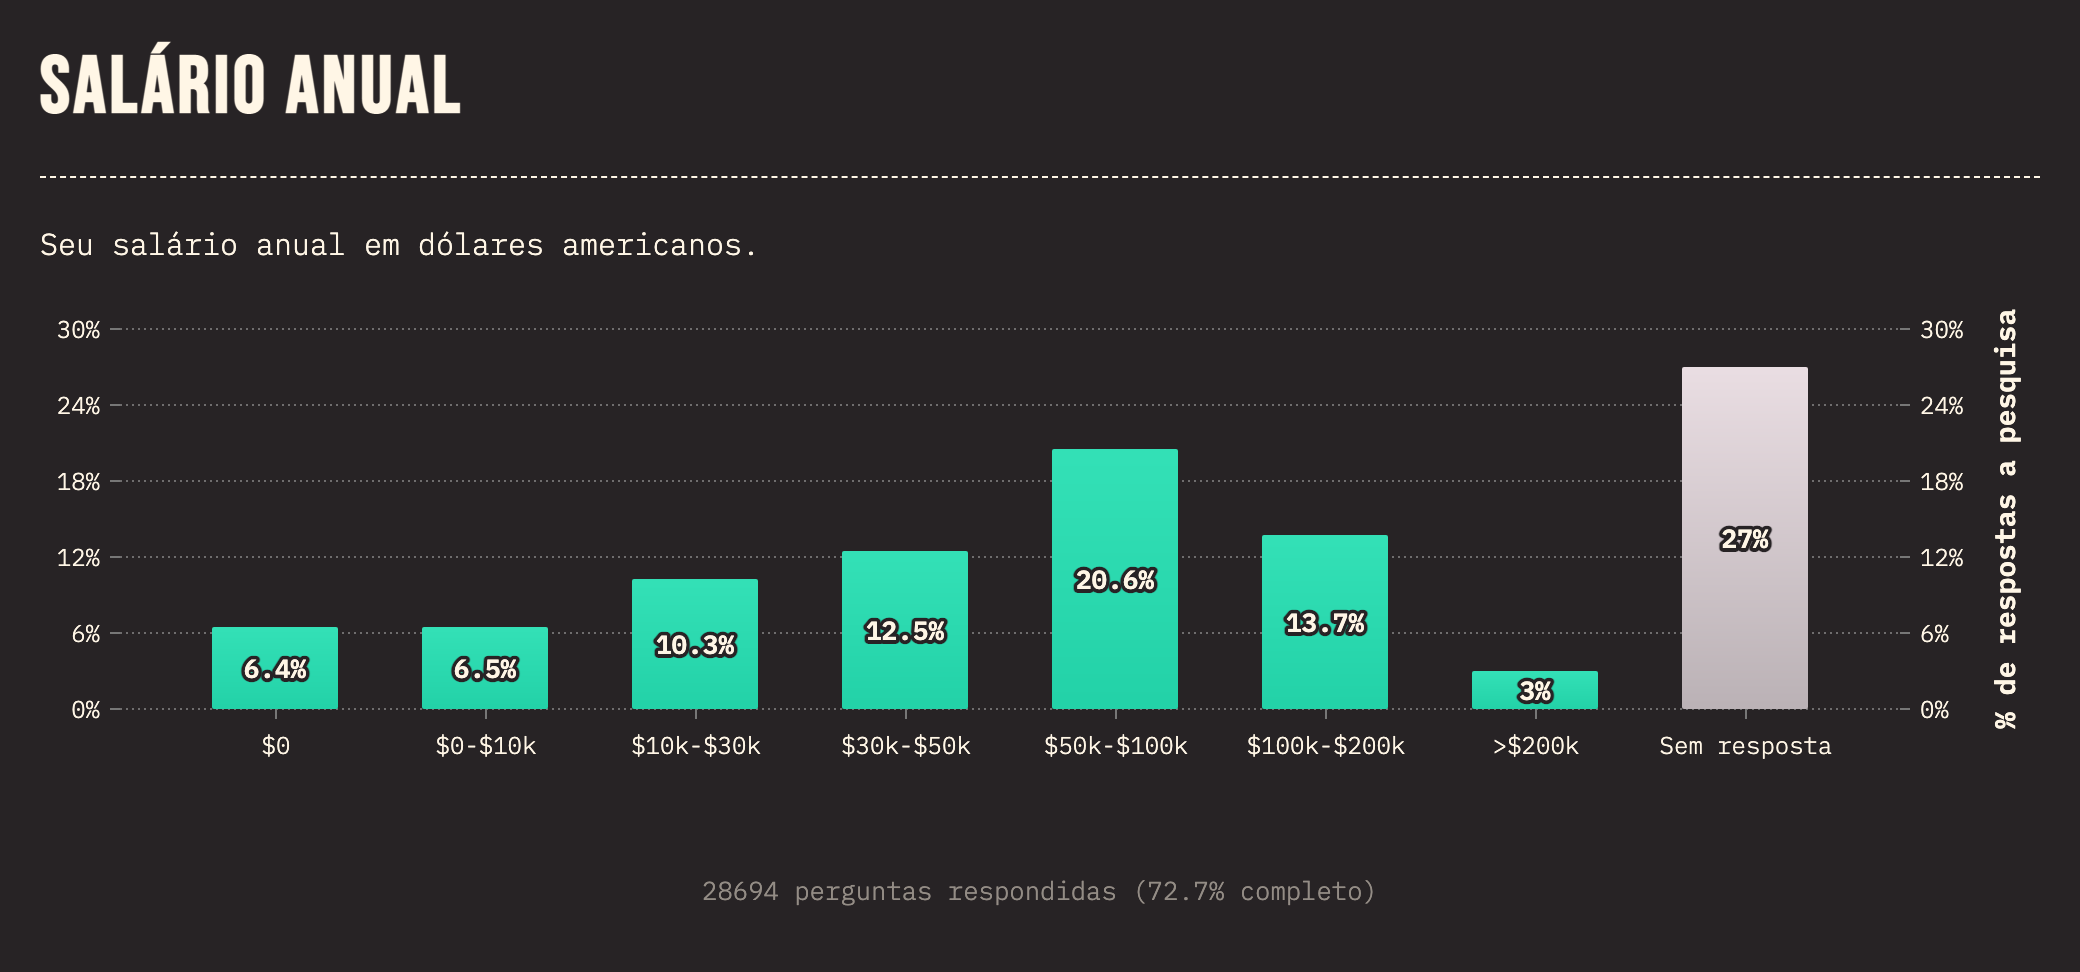 SALÁRIO ANUAL
Seu salário anual em dólares americanos.
30% 30%
24% 24%
18% 18%
12% 12%
6% 6%
0% 0%
% de respostas a pesquisa
6.4% 6.5% 10.3% 12.5% 20.6% 13.7% 3% 27%
$0 $0-$10k $10k-$30k $30k-$50k $50k-$100k $100k-$200k >$200k Sem resposta
28694 perguntas respondidas (72.7% completo)